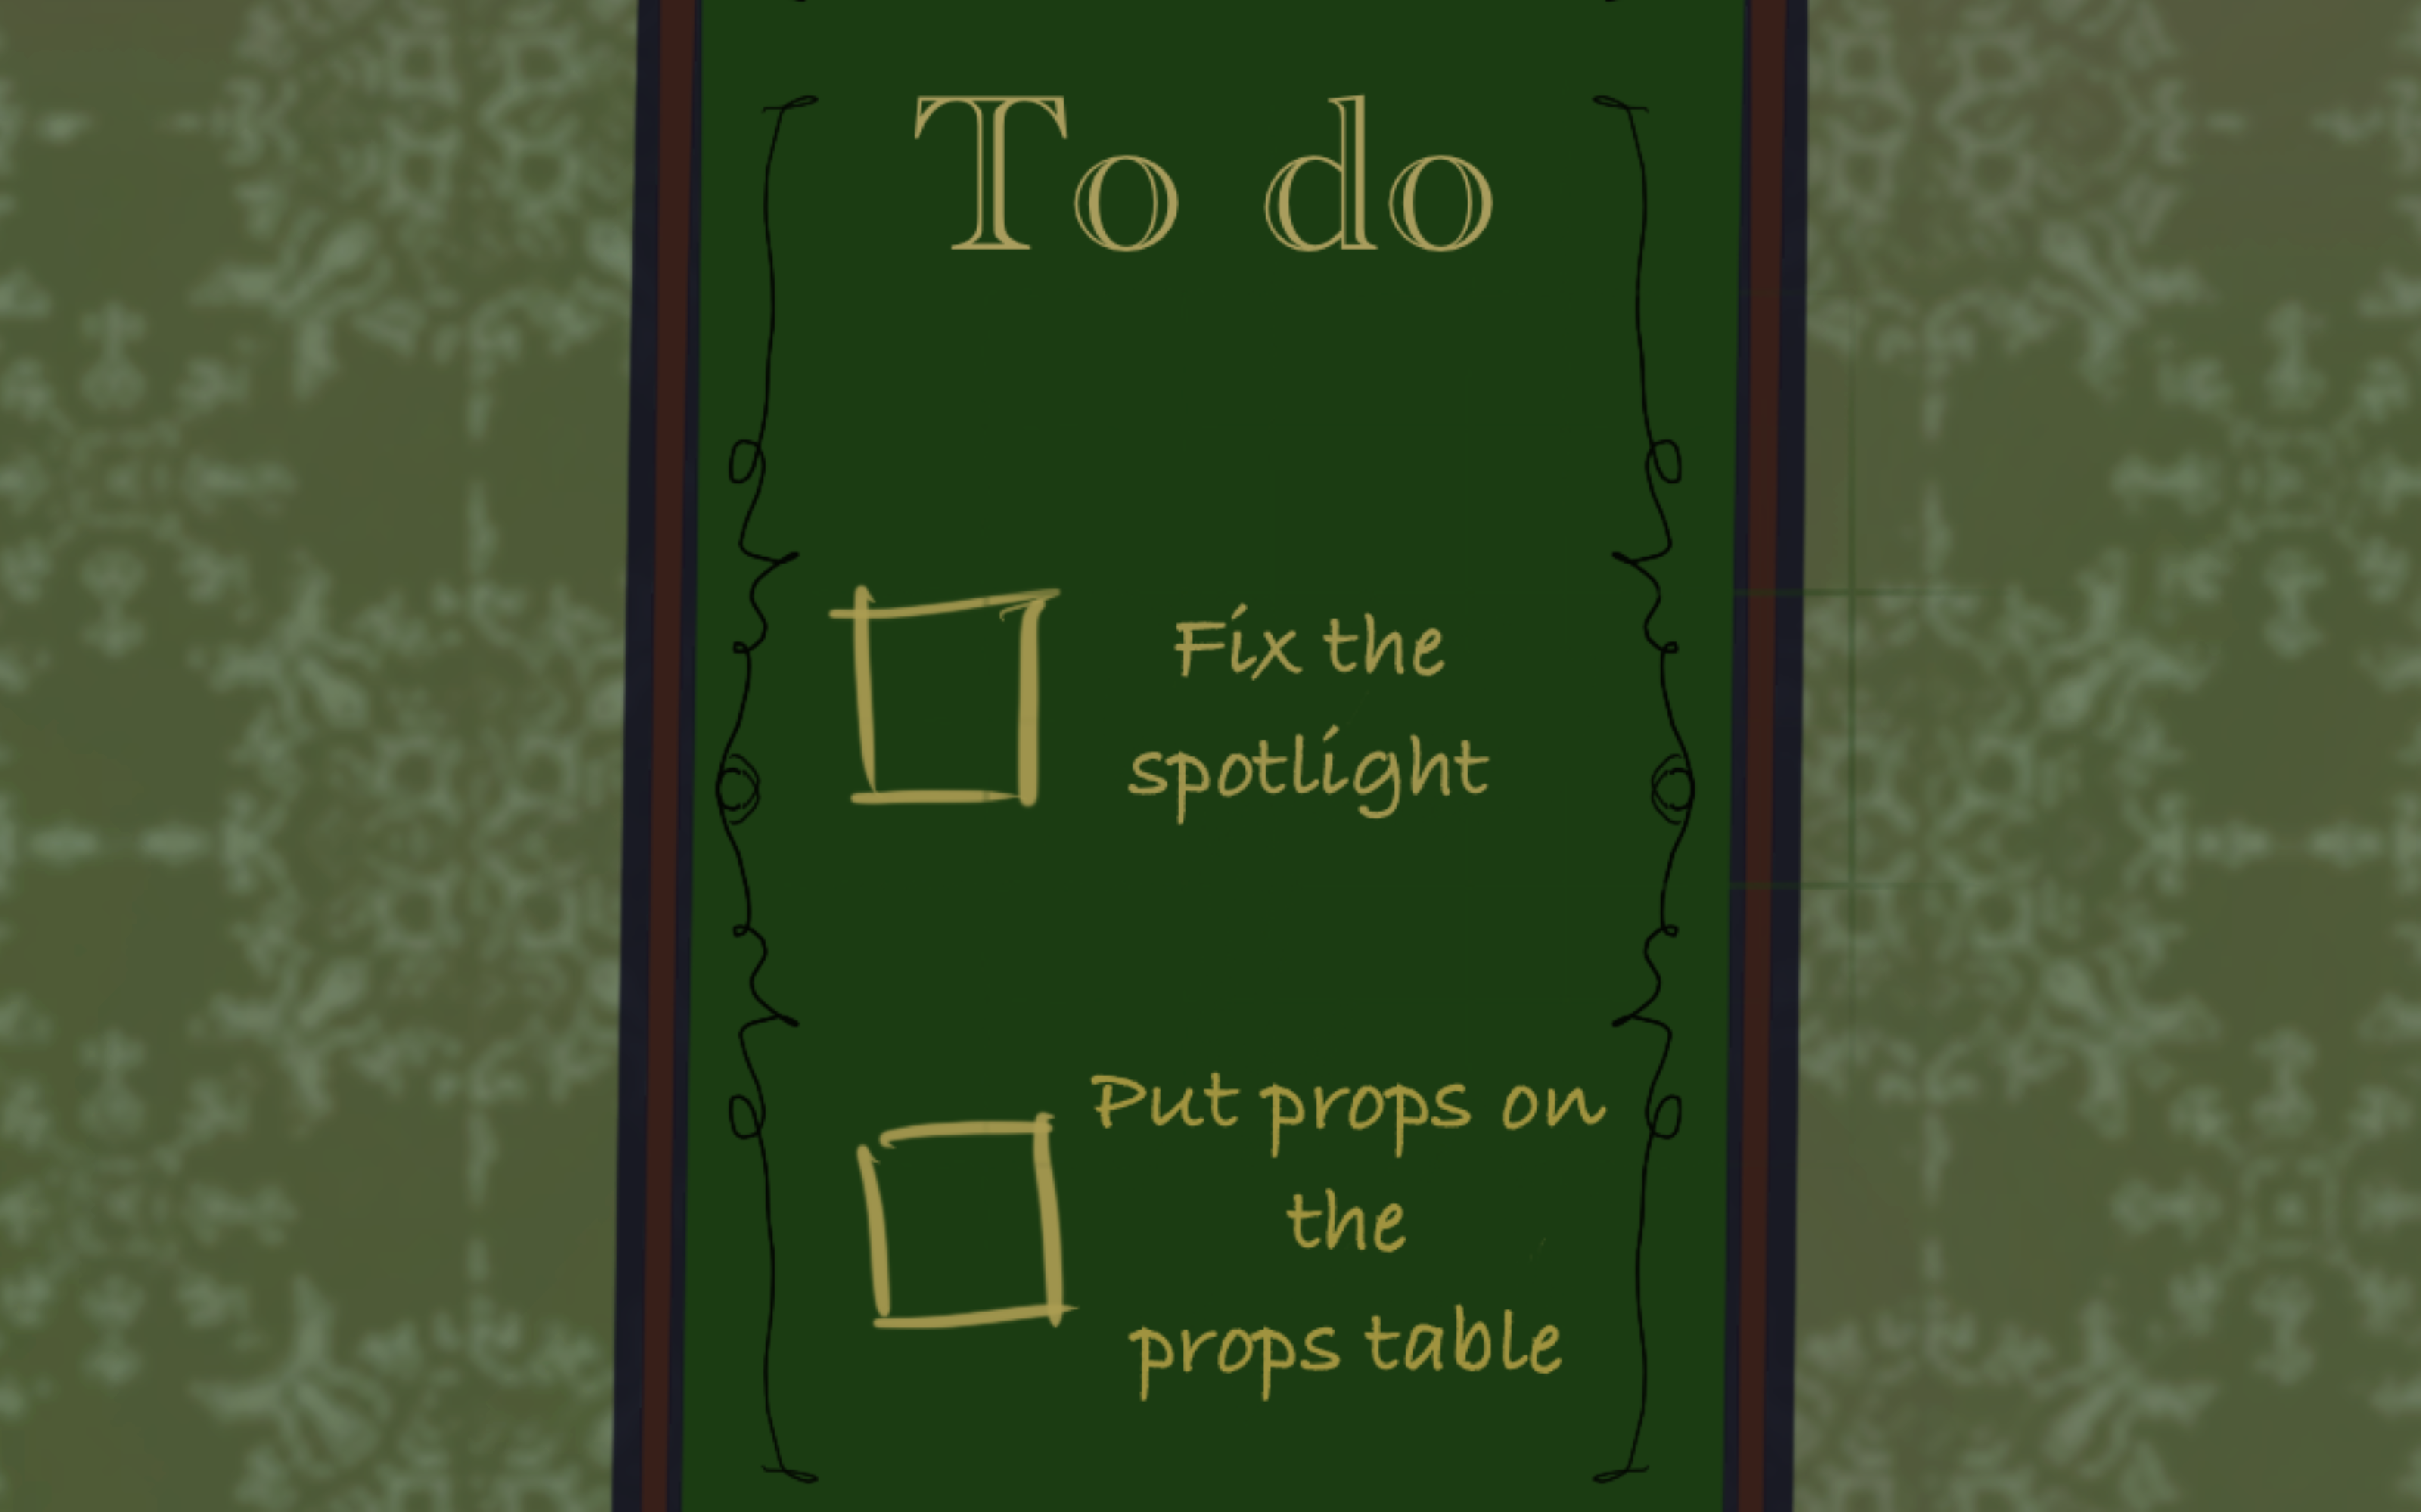 To do
Fix the
spotlight
Put props on
the
props table